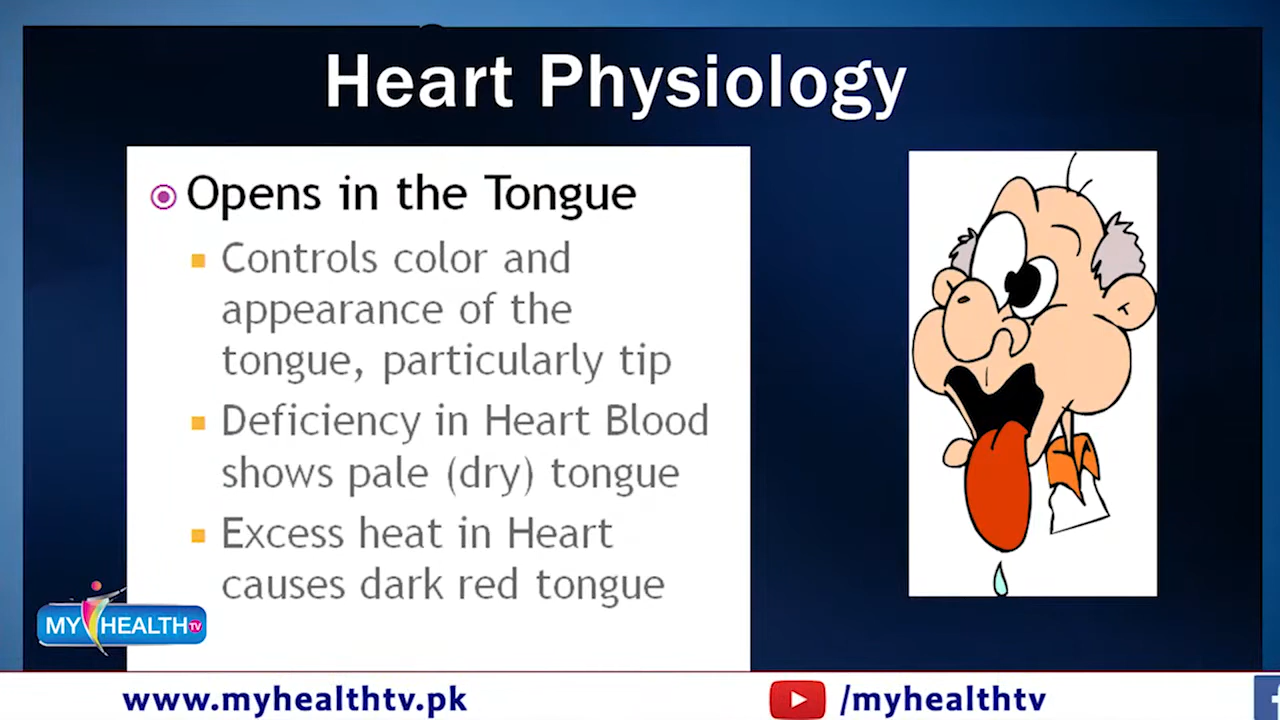 Heart Physiology
Opens in the Tongue
Controls color and
appearance of the
tongue, particularly tip
Deficiency in Heart Blood
shows pale (dry) tongue
Excess heat in Heart
causes dark red tongue
MY HEALTH TV
www.myhealthtv.pk
/myhealthtv